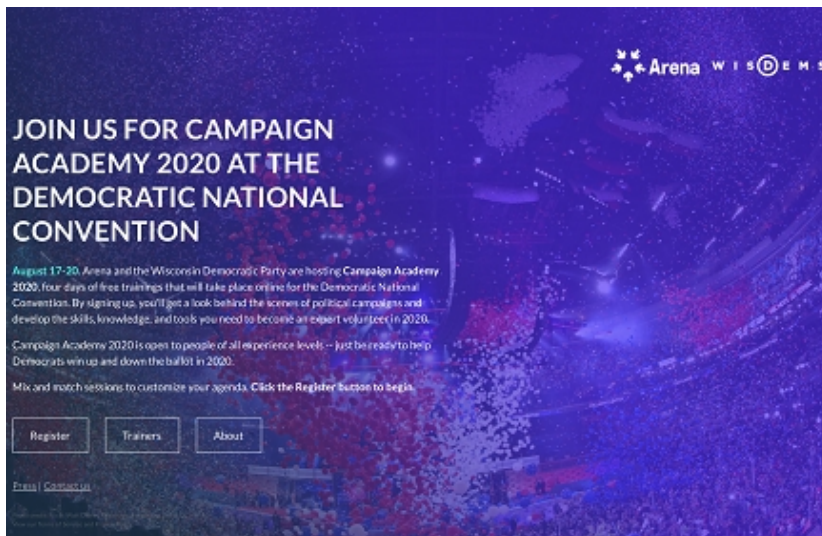 Arena WISDEMS
JOIN US FOR CAMPAIGN
ACADEMY 2020 AT THE
DEMOCRATIC NATIONAL
CONVENTION
August 17-20. Arena and the Wisconsin Democratic Party are hosting Campaign Academy
2020, four days of free trainings that will take place online for the Democratic National
Convention. By signing up, you'll get a look behind the scenes of political campaigns and
develop the skills, knowledge, and tools you need to become an expert volunteer in 2020.
Campaign Academy 2020 is open to people of all experience levels -- just be ready to help
Democrats win up and down the ballot in 2020.
Mix and match sessions to customize your agenda. Click the Register button to begin.
Register Trainers About
Press | Contact us